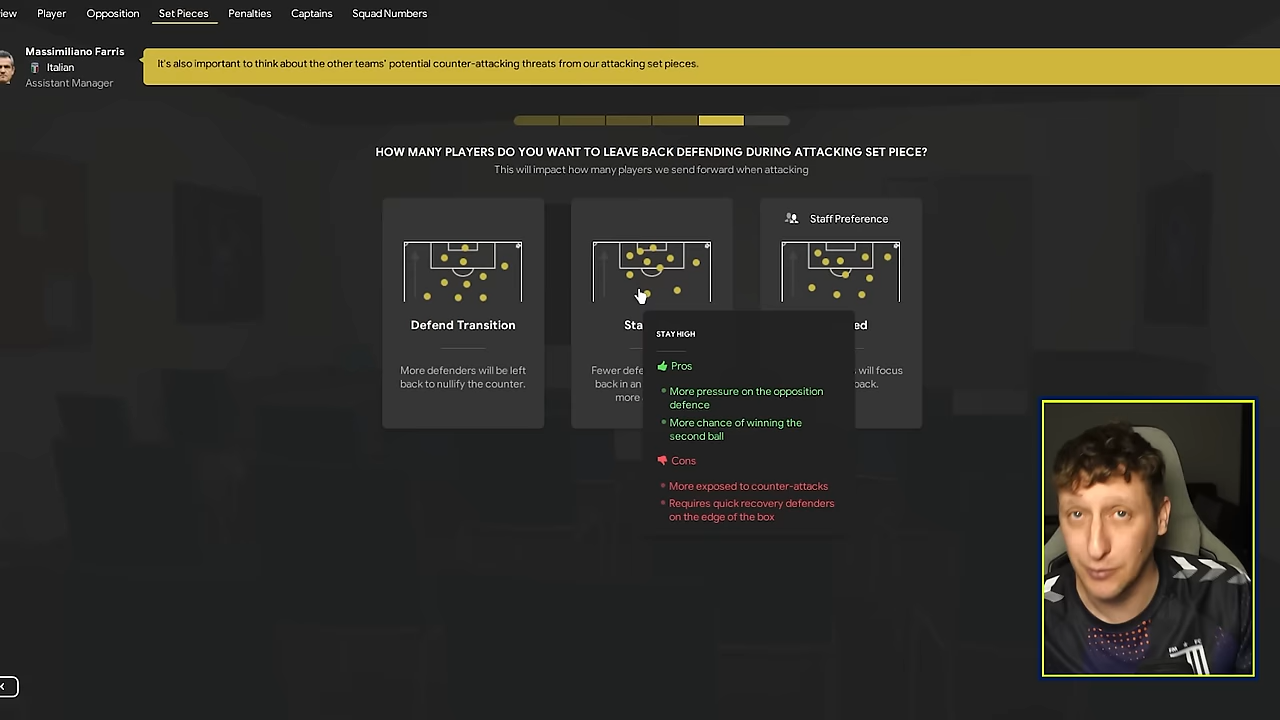 Player Opposition Set Pieces Penalties Captains Squad Numbers
Massimiliano Farris
Italian
Assistant Manager
It's also important to think about the other teams' potential counter-attacking threats from our attacking set pieces.
HOW MANY PLAYERS DO YOU WANT TO LEAVE BACK DEFENDING DURING ATTACKING SET PIECE?
This will impact how many players we send forward when attacking
Defend Transition
More defenders will be left
back to nullify the counter.
Sta
Fewer defe
back in an
more
Staff Preference
ed
will focus
back.
STAY HIGH
Pros
More pressure on the opposition
defence
More chance of winning the
second ball
Cons
More exposed to counter-attacks
Requires quick recovery defenders
on the edge of the box